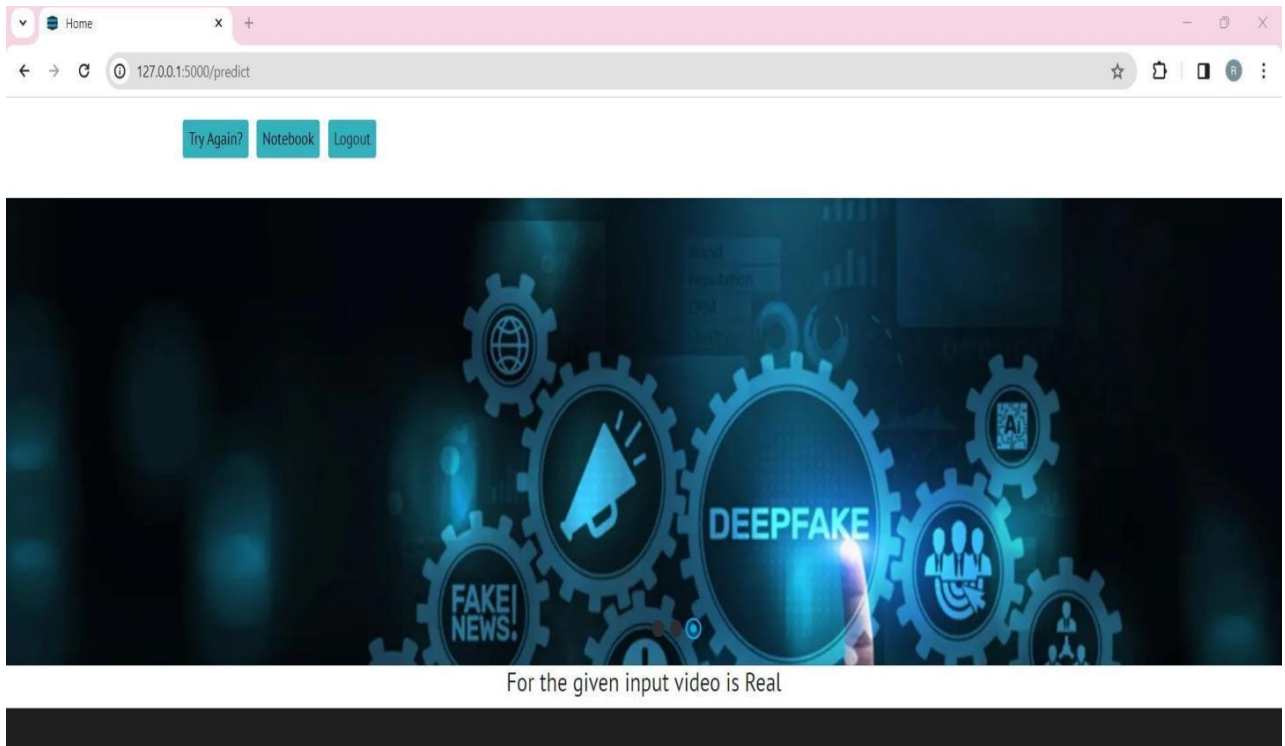 Home
127.0.0.1:5000/predict
R
Try Again?
Notebook
Logout
Brand
Reputation
CRM
AI
DEEPFAKE
FAKE
NEWS!
For the given input video is Real